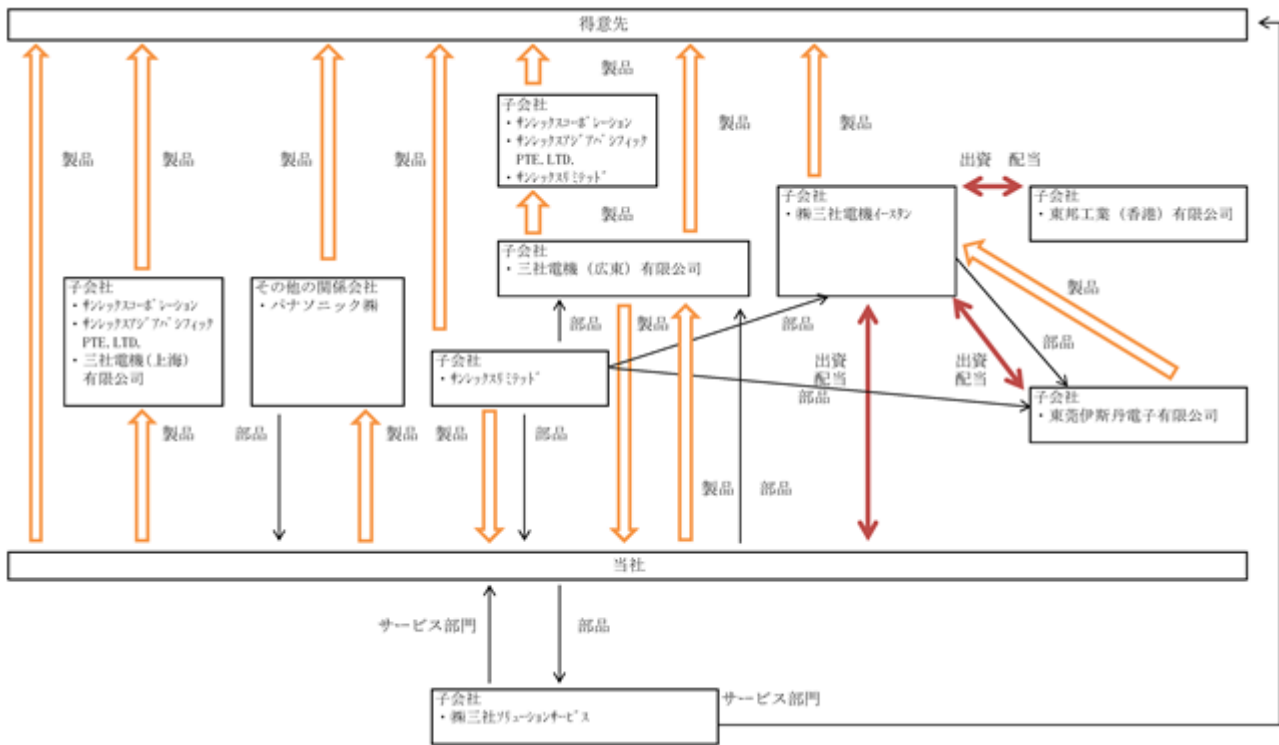 得意先
製品
子会社
・サンレックスコーポレーション
・サンレックスアジアパシフィック
PTE. LTD.
・サンレックスリミテッド
製品
製品
製品
製品
製品
製品
出資 配当
子会社
・㈱三社電機イースタン
子会社
・東邦工業（香港）有限公司
製品
子会社
・三社電機（広東）有限公司
子会社
・サンレックスコーポレーション
・サンレックスアジアパシフィック
PTE. LTD.
・三社電機(上海)
有限公司
その他の関係会社
・パナソニック㈱
製品
部品
製品
部品
部品
子会社
・サンレックスリミテッド
出資
配当
出資
配当
部品
子会社
・東莞伊斯丹電子有限公司
製品
部品
製品
製品
部品
製品
部品
当社
サービス部門
部品
子会社
・㈱三社ソリューションサービス
サービス部門